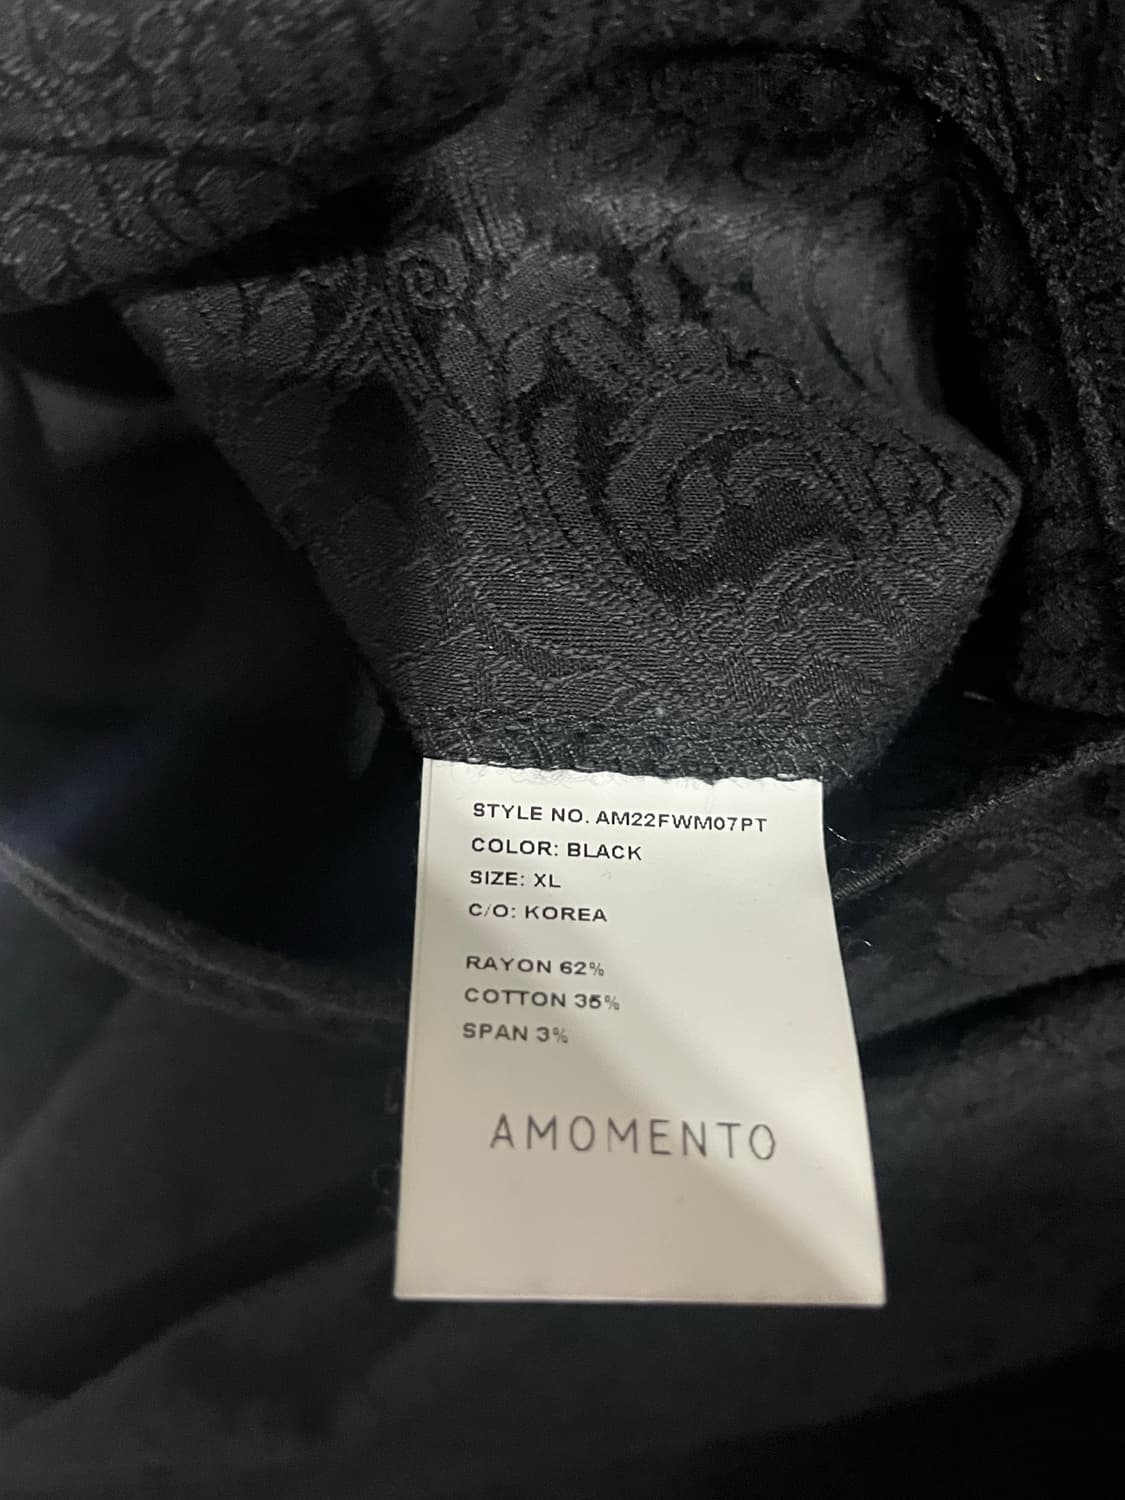 STYLE NO. AM22FWM07PT
COLOR: BLACK
SIZE: XL
C/O: KOREA
RAYON 62%
COTTON 35%
SPAN 3%
AMOMENTO